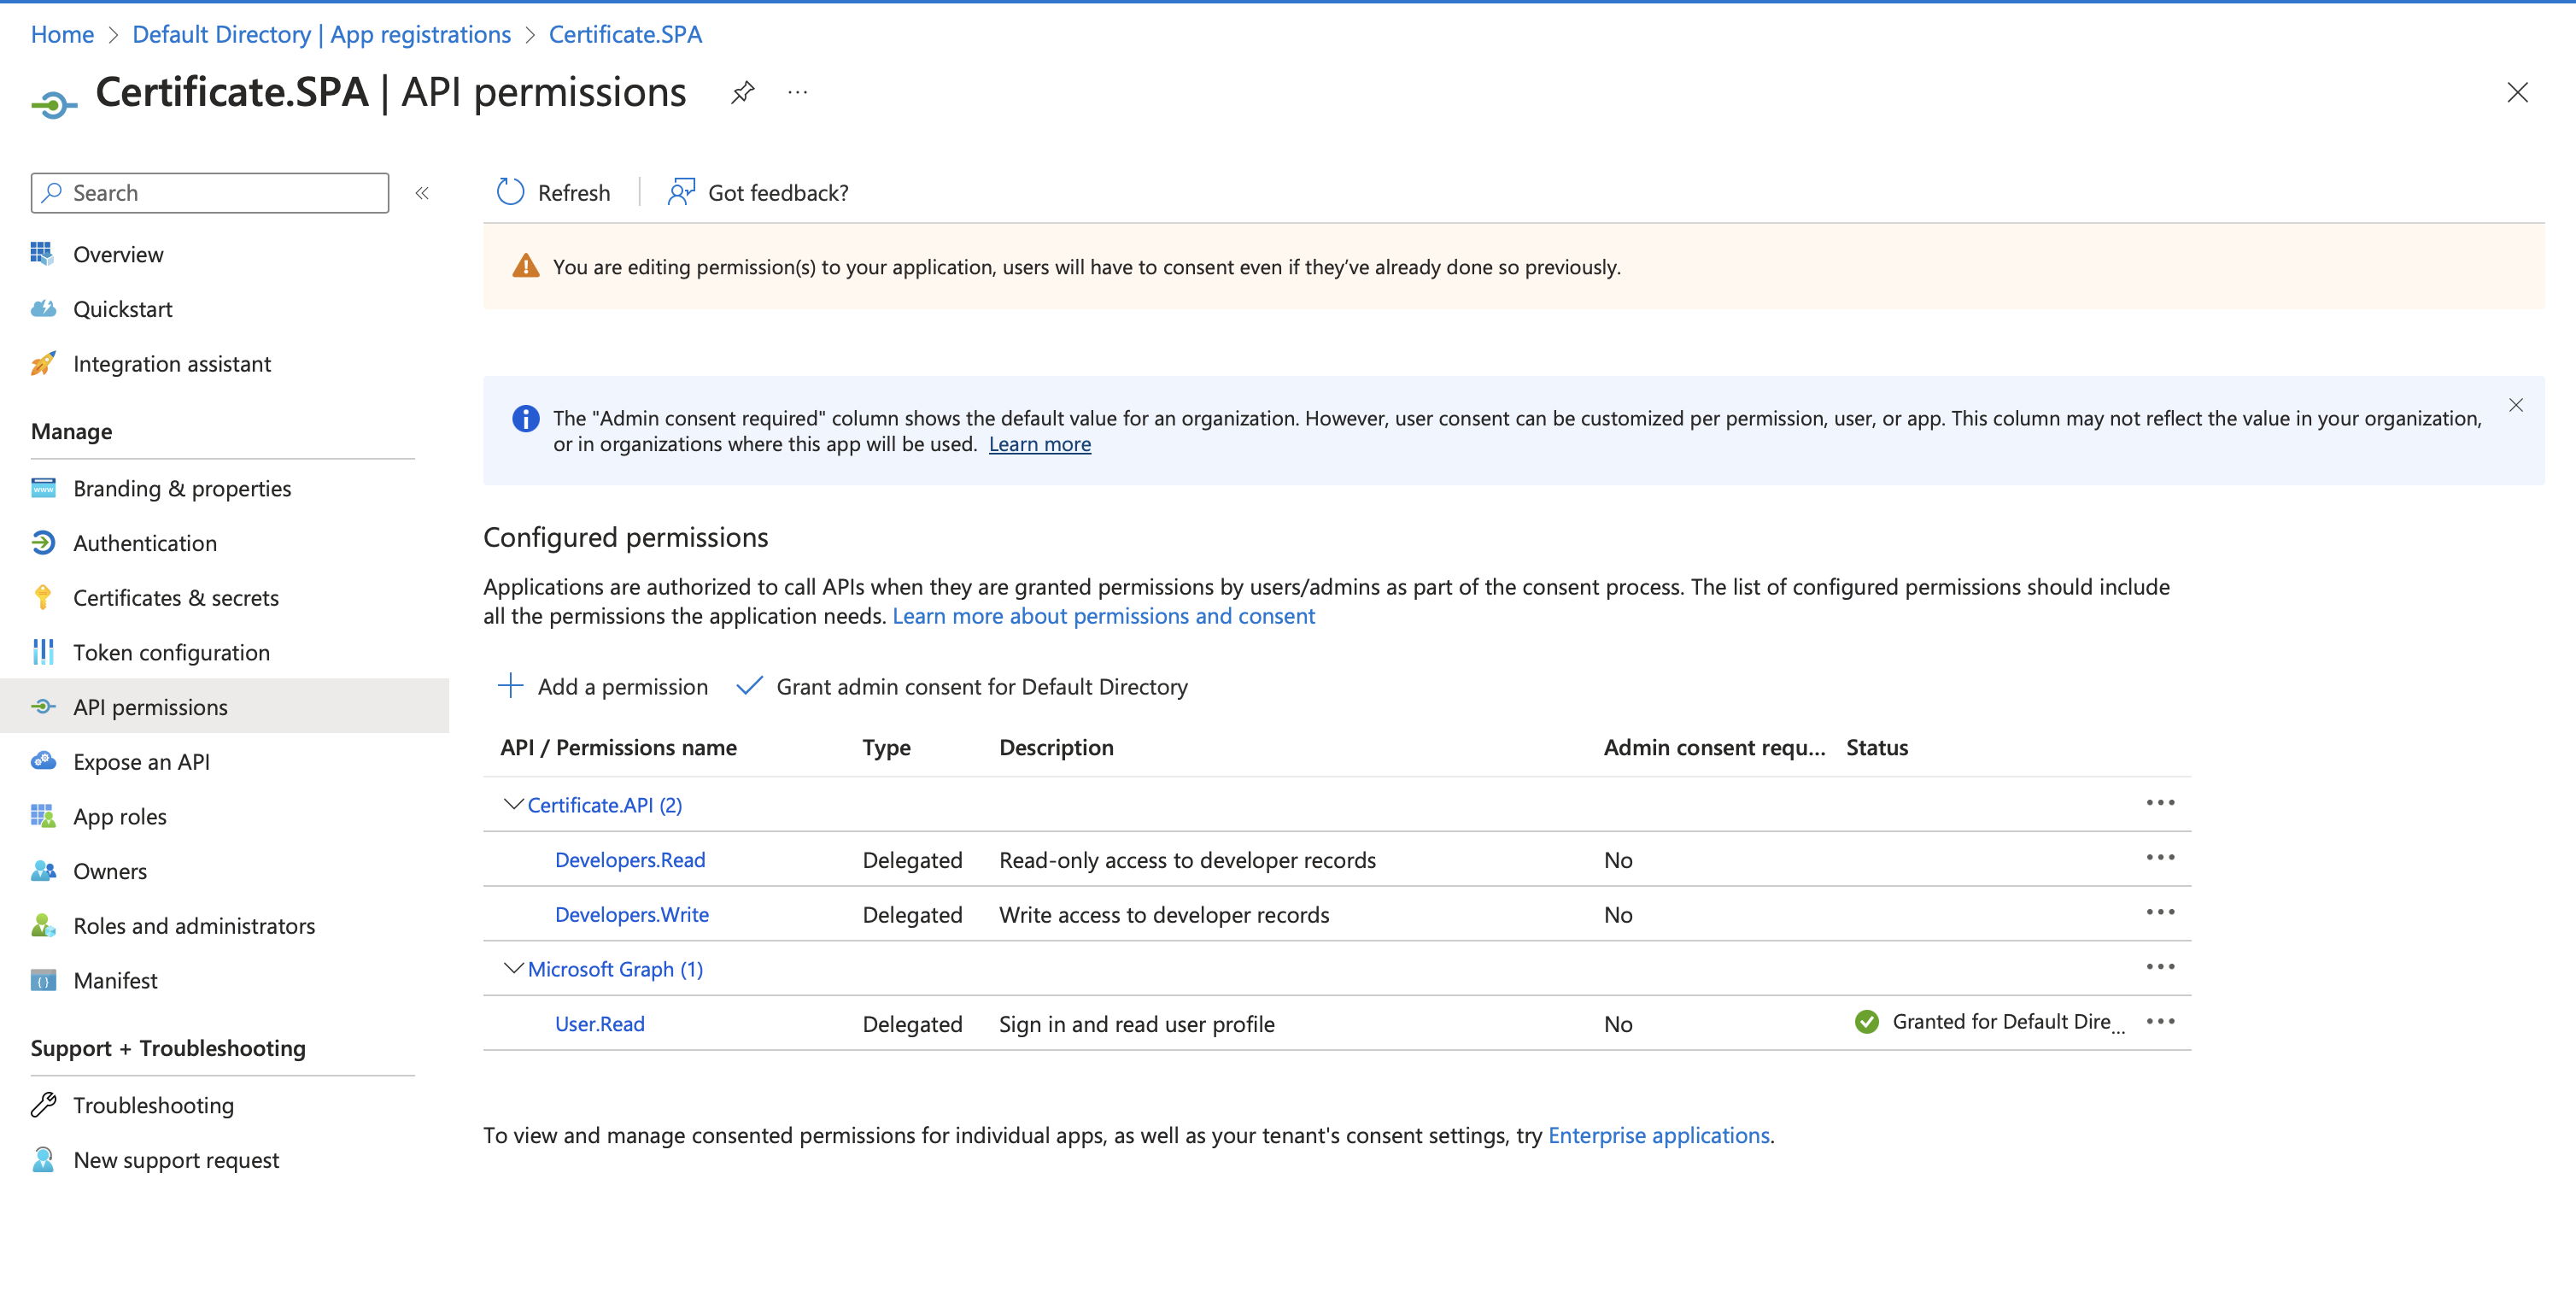 Home > Default Directory | App registrations > Certificate.SPA
Certificate.SPA | API permissions
Search
Overview
Quickstart
Integration assistant
Manage
Branding & properties
Authentication
Certificates & secrets
Token configuration
API permissions
Expose an API
App roles
Owners
Roles and administrators
Manifest
Support + Troubleshooting
Troubleshooting
New support request
Refresh
Got feedback?
You are editing permission(s) to your application, users will have to consent even if they’ve already done so previously.
The "Admin consent required" column shows the default value for an organization. However, user consent can be customized per permission, user, or app. This column may not reflect the value in your organization,
or in organizations where this app will be used. Learn more
Configured permissions
Applications are authorized to call APIs when they are granted permissions by users/admins as part of the consent process. The list of configured permissions should include
all the permissions the application needs. Learn more about permissions and consent
Add a permission
Grant admin consent for Default Directory
API / Permissions name Type Description Admin consent requ... Status
Certificate.API (2)
Developers.Read Delegated Read-only access to developer records No
Developers.Write Delegated Write access to developer records No
Microsoft Graph (1)
User.Read Delegated Sign in and read user profile No Granted for Default Dire...
To view and manage consented permissions for individual apps, as well as your tenant's consent settings, try Enterprise applications.